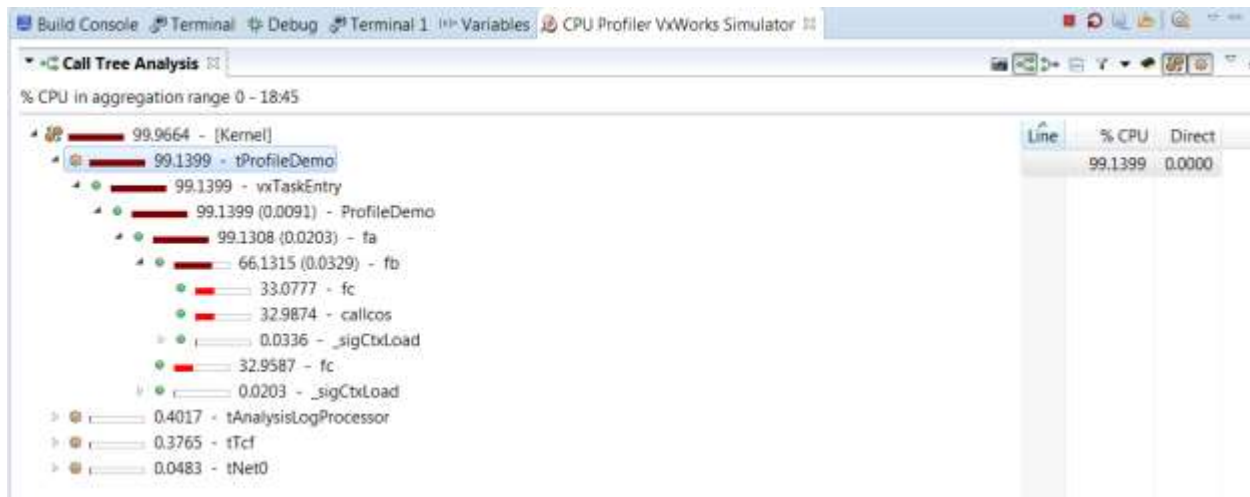 Build Console Terminal Debug Terminal 1 Variables CPU Profiler VxWorks Simulator
Call Tree Analysis
% CPU in aggregation range 0 - 18:45
99.9664 - [Kernel]
99.1399 - tProfileDemo
99.1399 - vxTaskEntry
99.1399 (0.0091) - ProfileDemo
99.1308 (0.0203) - fa
66.1315 (0.0329) - fb
33.0777 - fc
32.9874 - callcos
0.0336 - _sigCtxLoad
32.9587 - fc
0.0203 - _sigCtxLoad
0.4017 - tAnalysisLogProcessor
0.3765 - tTcf
0.0483 - tNet0
Line % CPU Direct
99.1399 0.0000